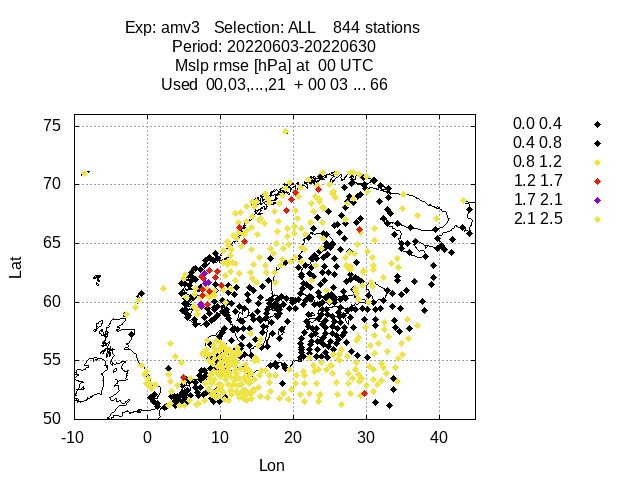 Exp: amv3 Selection: ALL 844 stations
Period: 20220603-20220630
Mslp rmse [hPa] at 00 UTC
Used 00,03,...,21 + 00 03 ... 66
75
70
65
60
55
50
Lat
-10 0 10 20 30 40
Lon
0.0 0.4
0.4 0.8
0.8 1.2
1.2 1.7
1.7 2.1
2.1 2.5